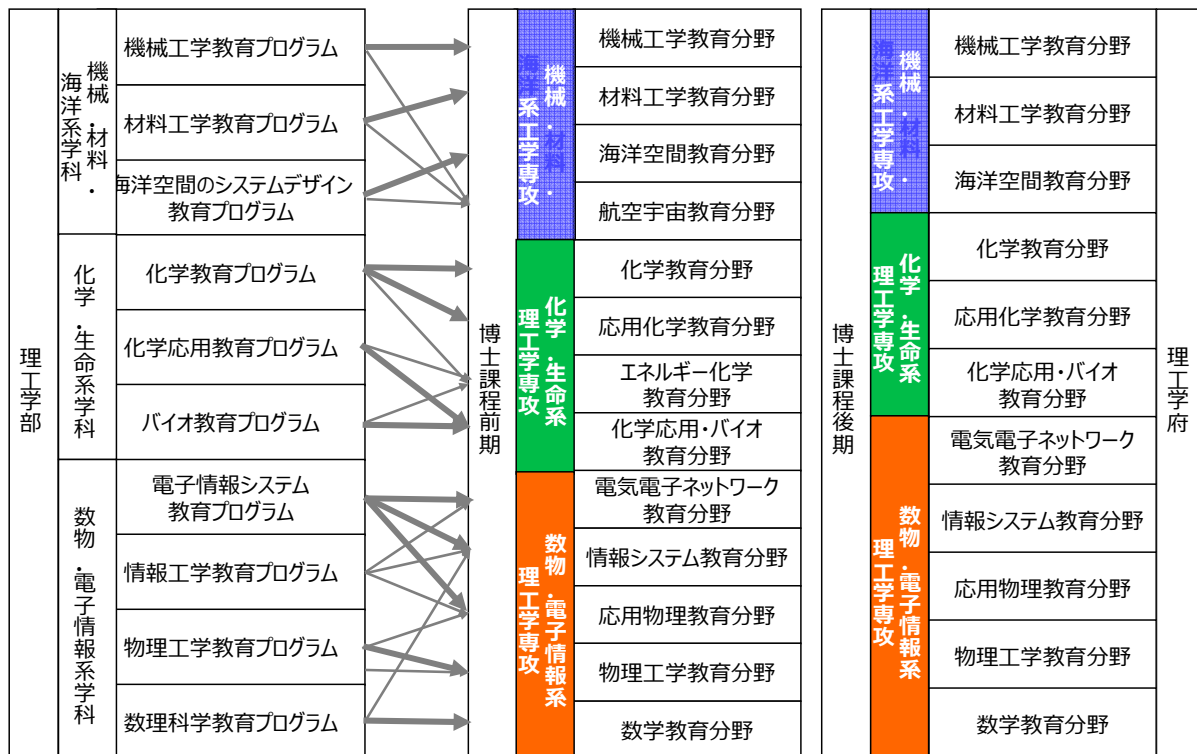 理工学部
機械・材料・
海洋系学科
機械工学教育プログラム
材料工学教育プログラム
海洋空間のシステムデザイン
教育プログラム
化学・生命系学科
化学教育プログラム
化学応用教育プログラム
バイオ教育プログラム
数物・電子情報系学科
電子情報システム
教育プログラム
情報工学教育プログラム
物理工学教育プログラム
数理科学教育プログラム
博士課程前期
機械・材料・
海洋系工学専攻
機械工学教育分野
材料工学教育分野
海洋空間教育分野
航空宇宙教育分野
化学・生命系
理工学専攻
化学教育分野
応用化学教育分野
エネルギー化学
教育分野
化学応用・バイオ
教育分野
数物・電子情報系
理工学専攻
電気電子ネットワーク
教育分野
情報システム教育分野
応用物理教育分野
物理工学教育分野
数学教育分野
博士課程後期
機械・材料・
海洋系工学専攻
機械工学教育分野
材料工学教育分野
海洋空間教育分野
化学・生命系
理工学専攻
化学教育分野
応用化学教育分野
化学応用・バイオ
教育分野
数物・電子情報系
理工学専攻
電気電子ネットワーク
教育分野
情報システム教育分野
応用物理教育分野
物理工学教育分野
数学教育分野
理工学府